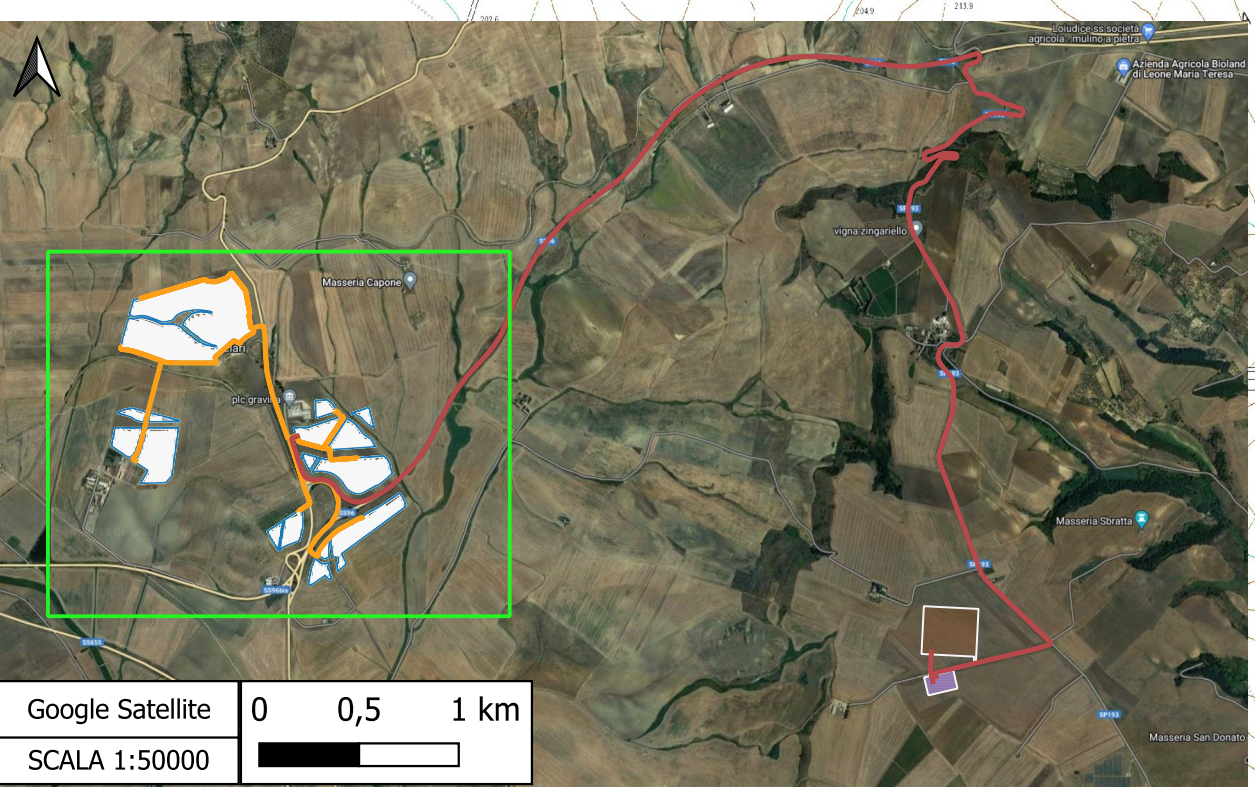 202.6
204.9
213.9
Loiudice ss società
agricola - mulino a pietra
Azienda Agricola Bioland
di Leone Maria Teresa
SP193
vigna zingariello
SS96
Masseria Capone
plc gravina
SP193
SS96
Masseria Sbratta
SP193
SS96bis
SS655
SP193
Masseria San Donato
Google Satellite
SCALA 1:50000
0 0,5 1 km